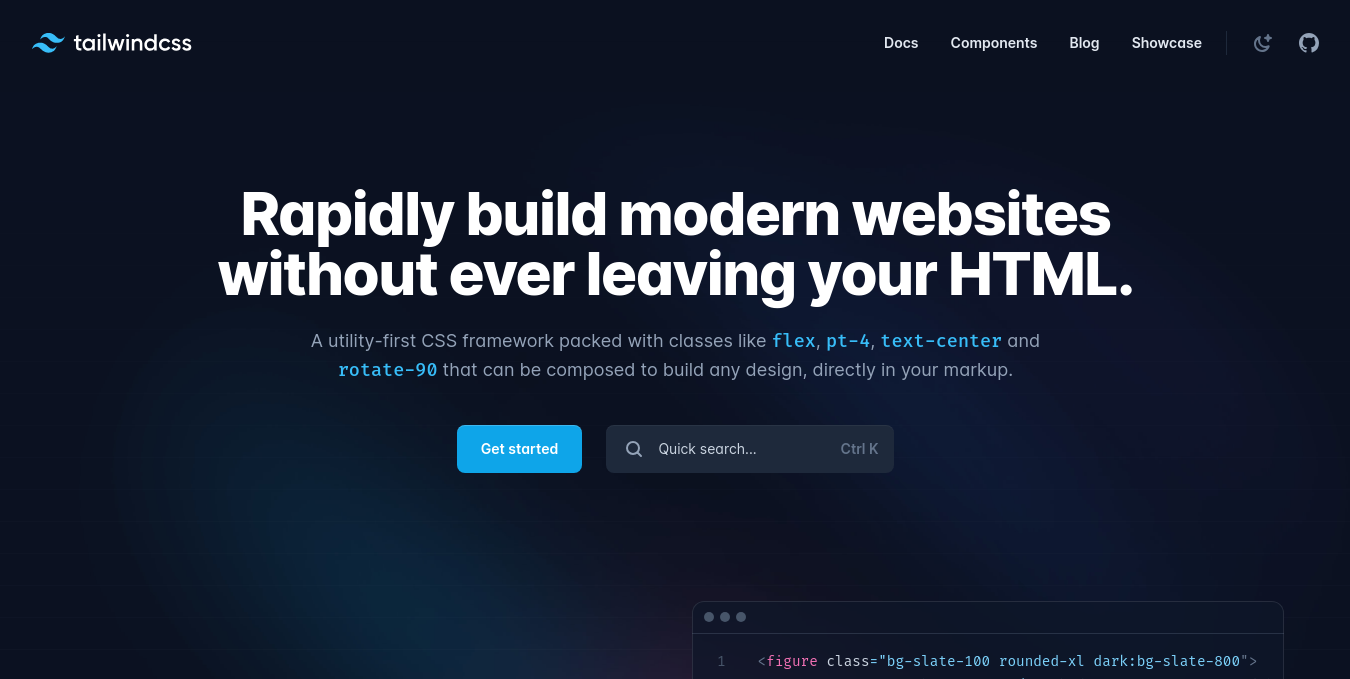 tailwindcss
Docs Components Blog Showcase
Rapidly build modern websites
without ever leaving your HTML.
A utility-first CSS framework packed with classes like flex, pt-4, text-center and
rotate-90 that can be composed to build any design, directly in your markup.
Get started
Quick search... Ctrl K
1 <figure class="bg-slate-100 rounded-xl dark:bg-slate-800">